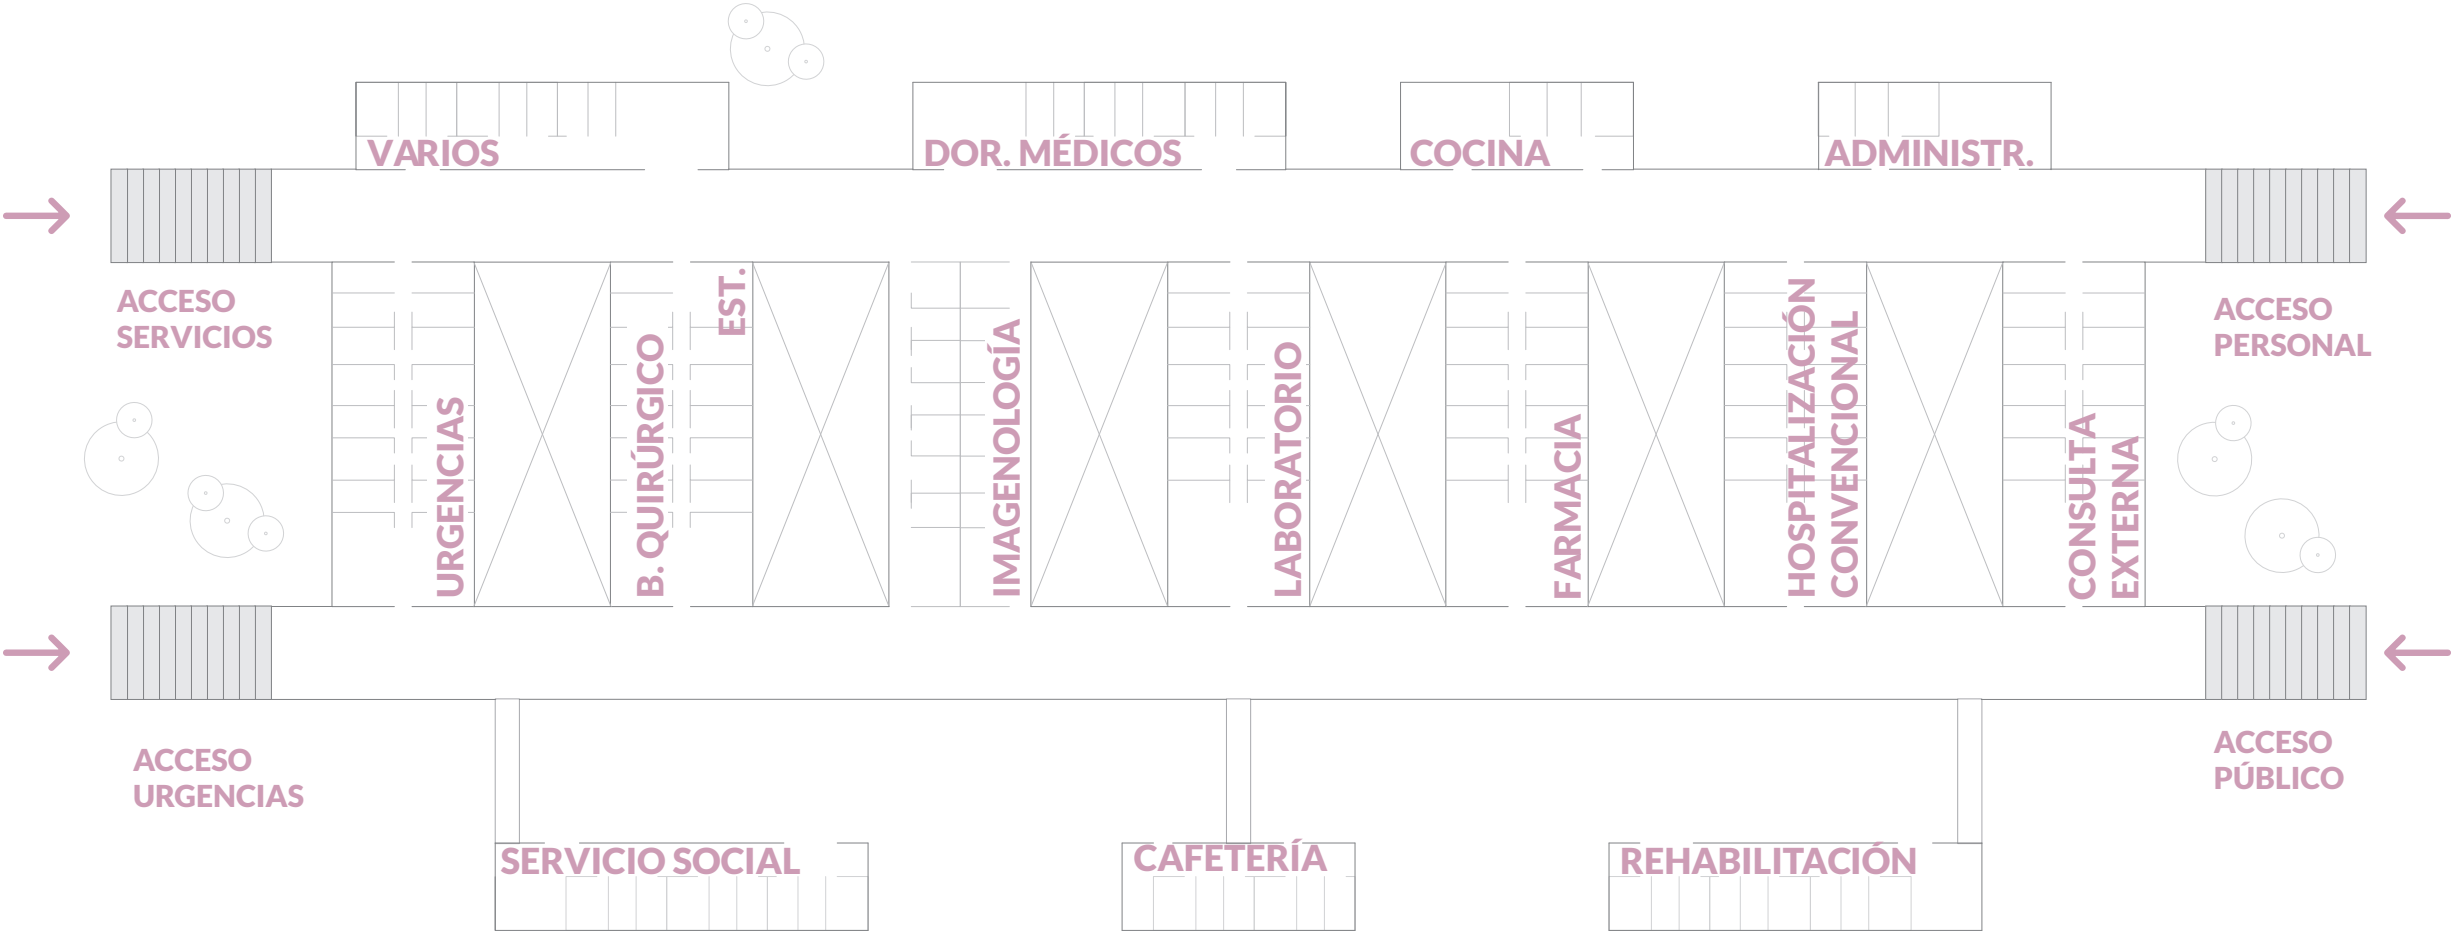 VARIOS
DOR. MÉDICOS
COCINA
ADMINISTR.
ACCESO
SERVICIOS
ACCESO
PERSONAL
URGENCIAS
B. QUIRÚRGICO
EST.
IMAGENOLOGÍA
LABORATORIO
FARMACIA
HOSPITALIZACIÓN
CONVENCIONAL
CONSULTA
EXTERNA
ACCESO
URGENCIAS
ACCESO
PÚBLICO
SERVICIO SOCIAL
CAFETERÍA
REHABILITACIÓN